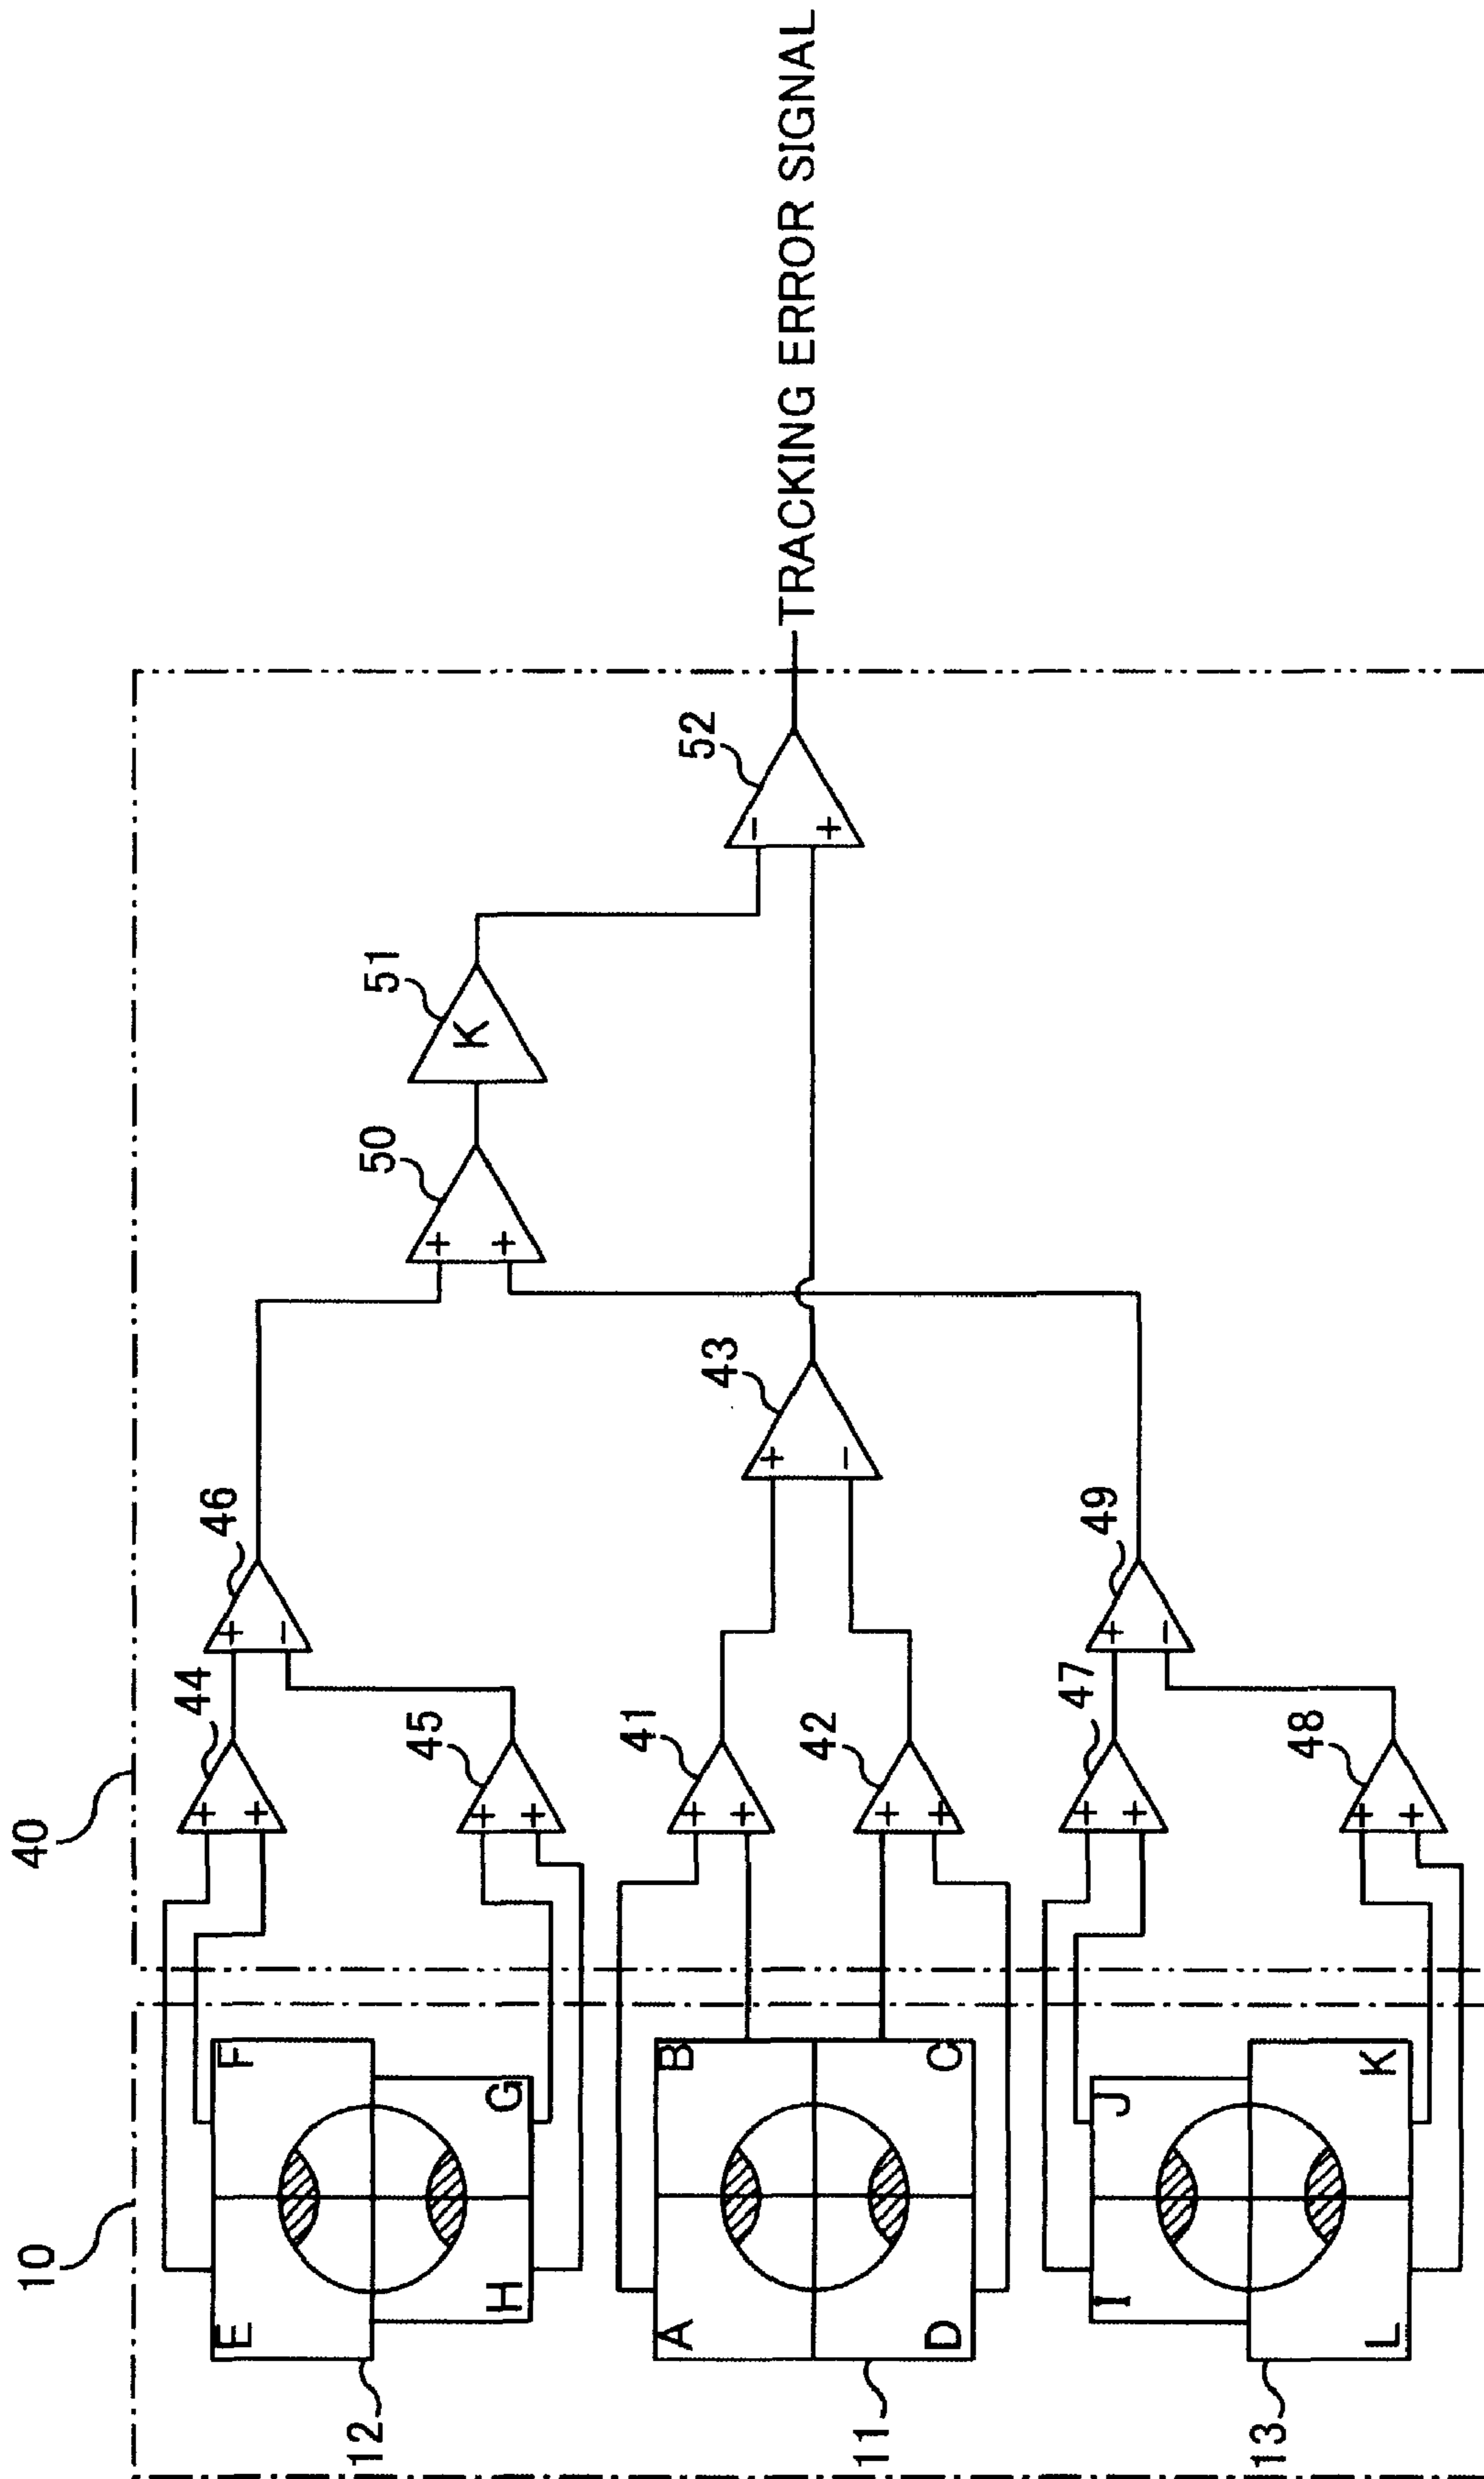 10
40
12
E
F
H
G
44
+
+
45
+
+
46
+
−
50
+
+
51
K
11
A
B
D
C
41
+
+
42
+
+
43
+
−
52
−
+
TRACKING ERROR SIGNAL
13
I
J
L
K
47
+
+
48
+
+
49
+
−